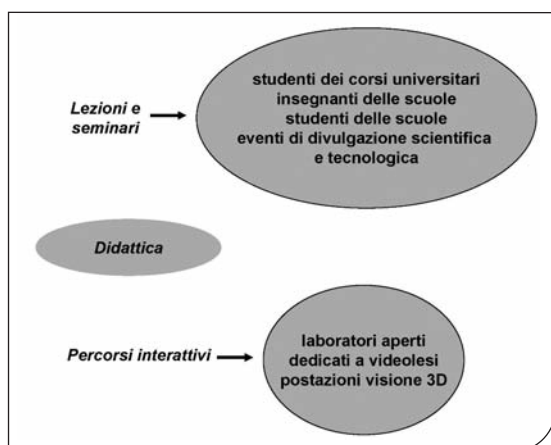 Lezioni e
seminari
studenti dei corsi universitari
insegnanti delle scuole
studenti delle scuole
eventi di divulgazione scientifica
e tecnologica
Didattica
Percorsi interattivi
laboratori aperti
dedicati a videolesi
postazioni visione 3D